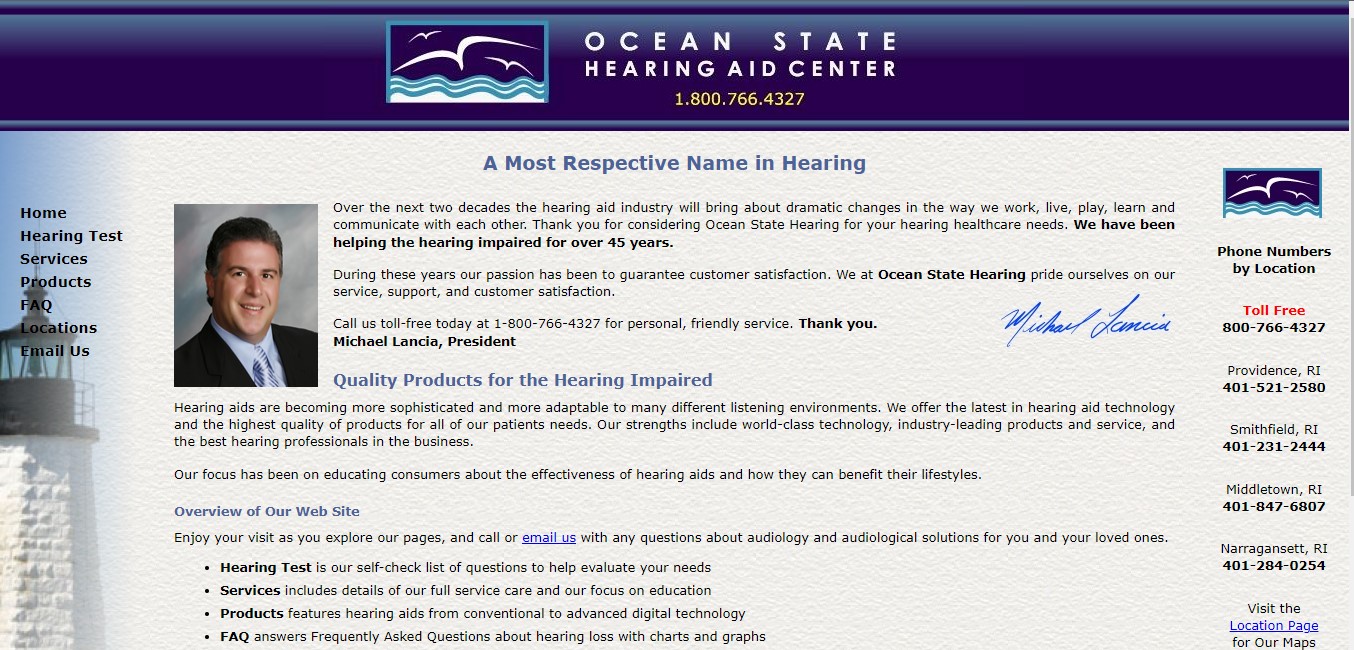 OCEAN STATE
HEARING AID CENTER
1.800.766.4327
A Most Respective Name in Hearing
Home
Hearing Test
Services
Products
FAQ
Locations
Email Us
Over the next two decades the hearing aid industry will bring about dramatic changes in the way we work, live, play, learn and
communicate with each other. Thank you for considering Ocean State Hearing for your hearing healthcare needs. We have been
helping the hearing impaired for over 45 years.
During these years our passion has been to guarantee customer satisfaction. We at Ocean State Hearing pride ourselves on our
service, support, and customer satisfaction.
Call us toll-free today at 1-800-766-4327 for personal, friendly service. Thank you.
Michael Lancia, President
Michael Lancia
Quality Products for the Hearing Impaired
Hearing aids are becoming more sophisticated and more adaptable to many different listening environments. We offer the latest in hearing aid technology
and the highest quality of products for all of our patients needs. Our strengths include world-class technology, industry-leading products and service, and
the best hearing professionals in the business.
Our focus has been on educating consumers about the effectiveness of hearing aids and how they can benefit their lifestyles.
Overview of Our Web Site
Enjoy your visit as you explore our pages, and call or email us with any questions about audiology and audiological solutions for you and your loved ones.
• Hearing Test is our self-check list of questions to help evaluate your needs
• Services includes details of our full service care and our focus on education
• Products features hearing aids from conventional to advanced digital technology
• FAQ answers Frequently Asked Questions about hearing loss with charts and graphs
Phone Numbers
by Location
Toll Free
800-766-4327
Providence, RI
401-521-2580
Smithfield, RI
401-231-2444
Middletown, RI
401-847-6807
Narragansett, RI
401-284-0254
Visit the
Location Page
for Our Maps